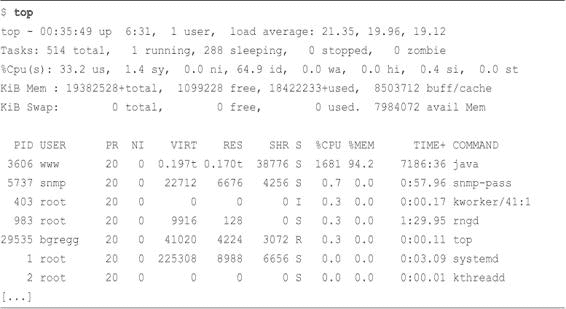 $ top
top - 00:35:49 up  6:31,  1 user,  load average: 21.35, 19.96, 19.12
Tasks: 514 total,   1 running, 288 sleeping,   0 stopped,   0 zombie
%Cpu(s): 33.2 us,  1.4 sy,  0.0 ni, 64.9 id,  0.0 wa,  0.0 hi,  0.4 si,  0.0 st
KiB Mem : 19382528+total,  1099228 free, 18422233+used,  8503712 buff/cache
KiB Swap:        0 total,        0 free,        0 used.  7984072 avail Mem
  PID USER      PR  NI    VIRT    RES    SHR S  %CPU %MEM     TIME+ COMMAND
 3606 www       20   0  0.197t 0.170t  38776 S  1681 94.2   7186:36 java
 5737 snmp      20   0   22712   6676   4256 S   0.7  0.0   0:57.96 snmp-pass
  403 root      20   0       0      0      0 I   0.3  0.0   0:00.17 kworker/41:1
  983 root      20   0    9916    128      0 S   0.3  0.0   1:29.95 rngd
29535 bgregg    20   0   41020   4224   3072 R   0.3  0.0   0:00.11 top
    1 root      20   0  225308   8988   6656 S   0.0  0.0   0:03.09 systemd
    2 root      20   0       0      0      0 S   0.0  0.0   0:00.01 kthreadd
[...]